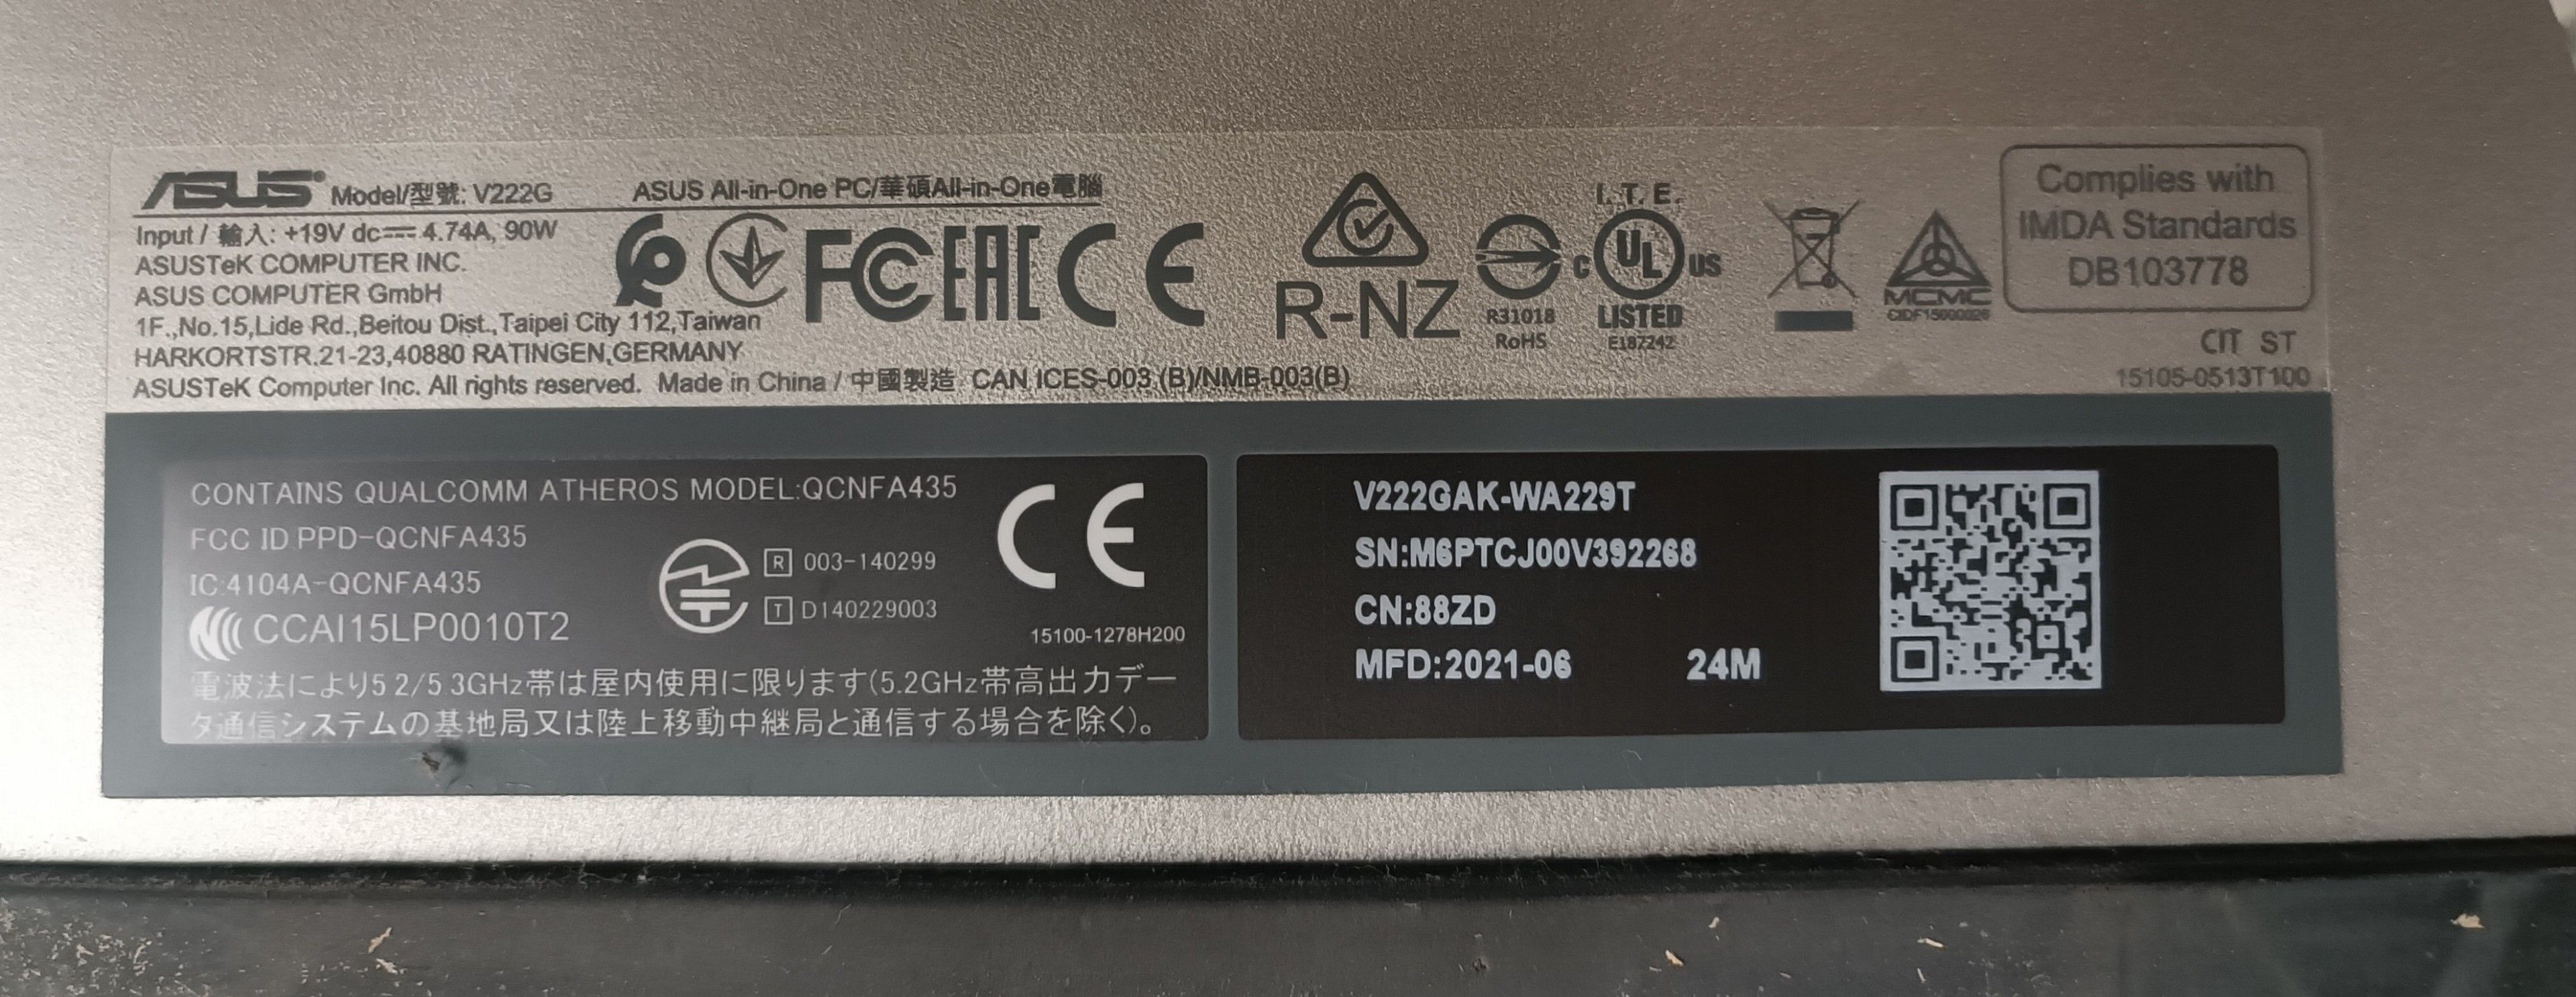 ASUS Model/型號: V222G ASUS All-in-One PC/華碩All-in-One電腦
Input / 輸入: +19V dc⎓ 4.74A, 90W
ASUSTeK COMPUTER INC.
ASUS COMPUTER GmbH
1F.,No.15,Lide Rd.,Beitou Dist.,Taipei City 112,Taiwan
HARKORTSTR.21-23,40880 RATINGEN,GERMANY
ASUSTeK Computer Inc. All rights reserved. Made in China / 中國製造 CAN ICES-003 (B)/NMB-003(B)
FC EAC CE
R-NZ
R31018
RoHS
I.T.E.
C UL US
LISTED
E187242
MCMC
CIDF15000026
Complies with
IMDA Standards
DB103778
CIT ST
15105-0513T100
CONTAINS QUALCOMM ATHEROS MODEL:QCNFA435
FCC ID PPD-QCNFA435
IC:4104A-QCNFA435
CCAI15LP0010T2
R 003-140299
T D140229003
CE
15100-1278H200
電波法により5 2/5 3GHz帯は屋内使用に限ります(5.2GHz帯高出力デー
タ通信システムの基地局又は陸上移動中継局と通信する場合を除く)。
V222GAK-WA229T
SN:M6PTCJ00V392268
CN:88ZD
MFD:2021-06 24M